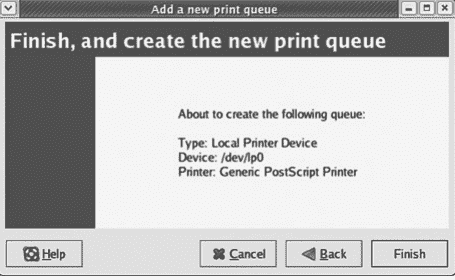 Add a new print queue
Finish, and create the new print queue
About to create the following queue:
Type: Local Printer Device
Device: /dev/lp0
Printer: Generic PostScript Printer
Help
Cancel
Back
Finish